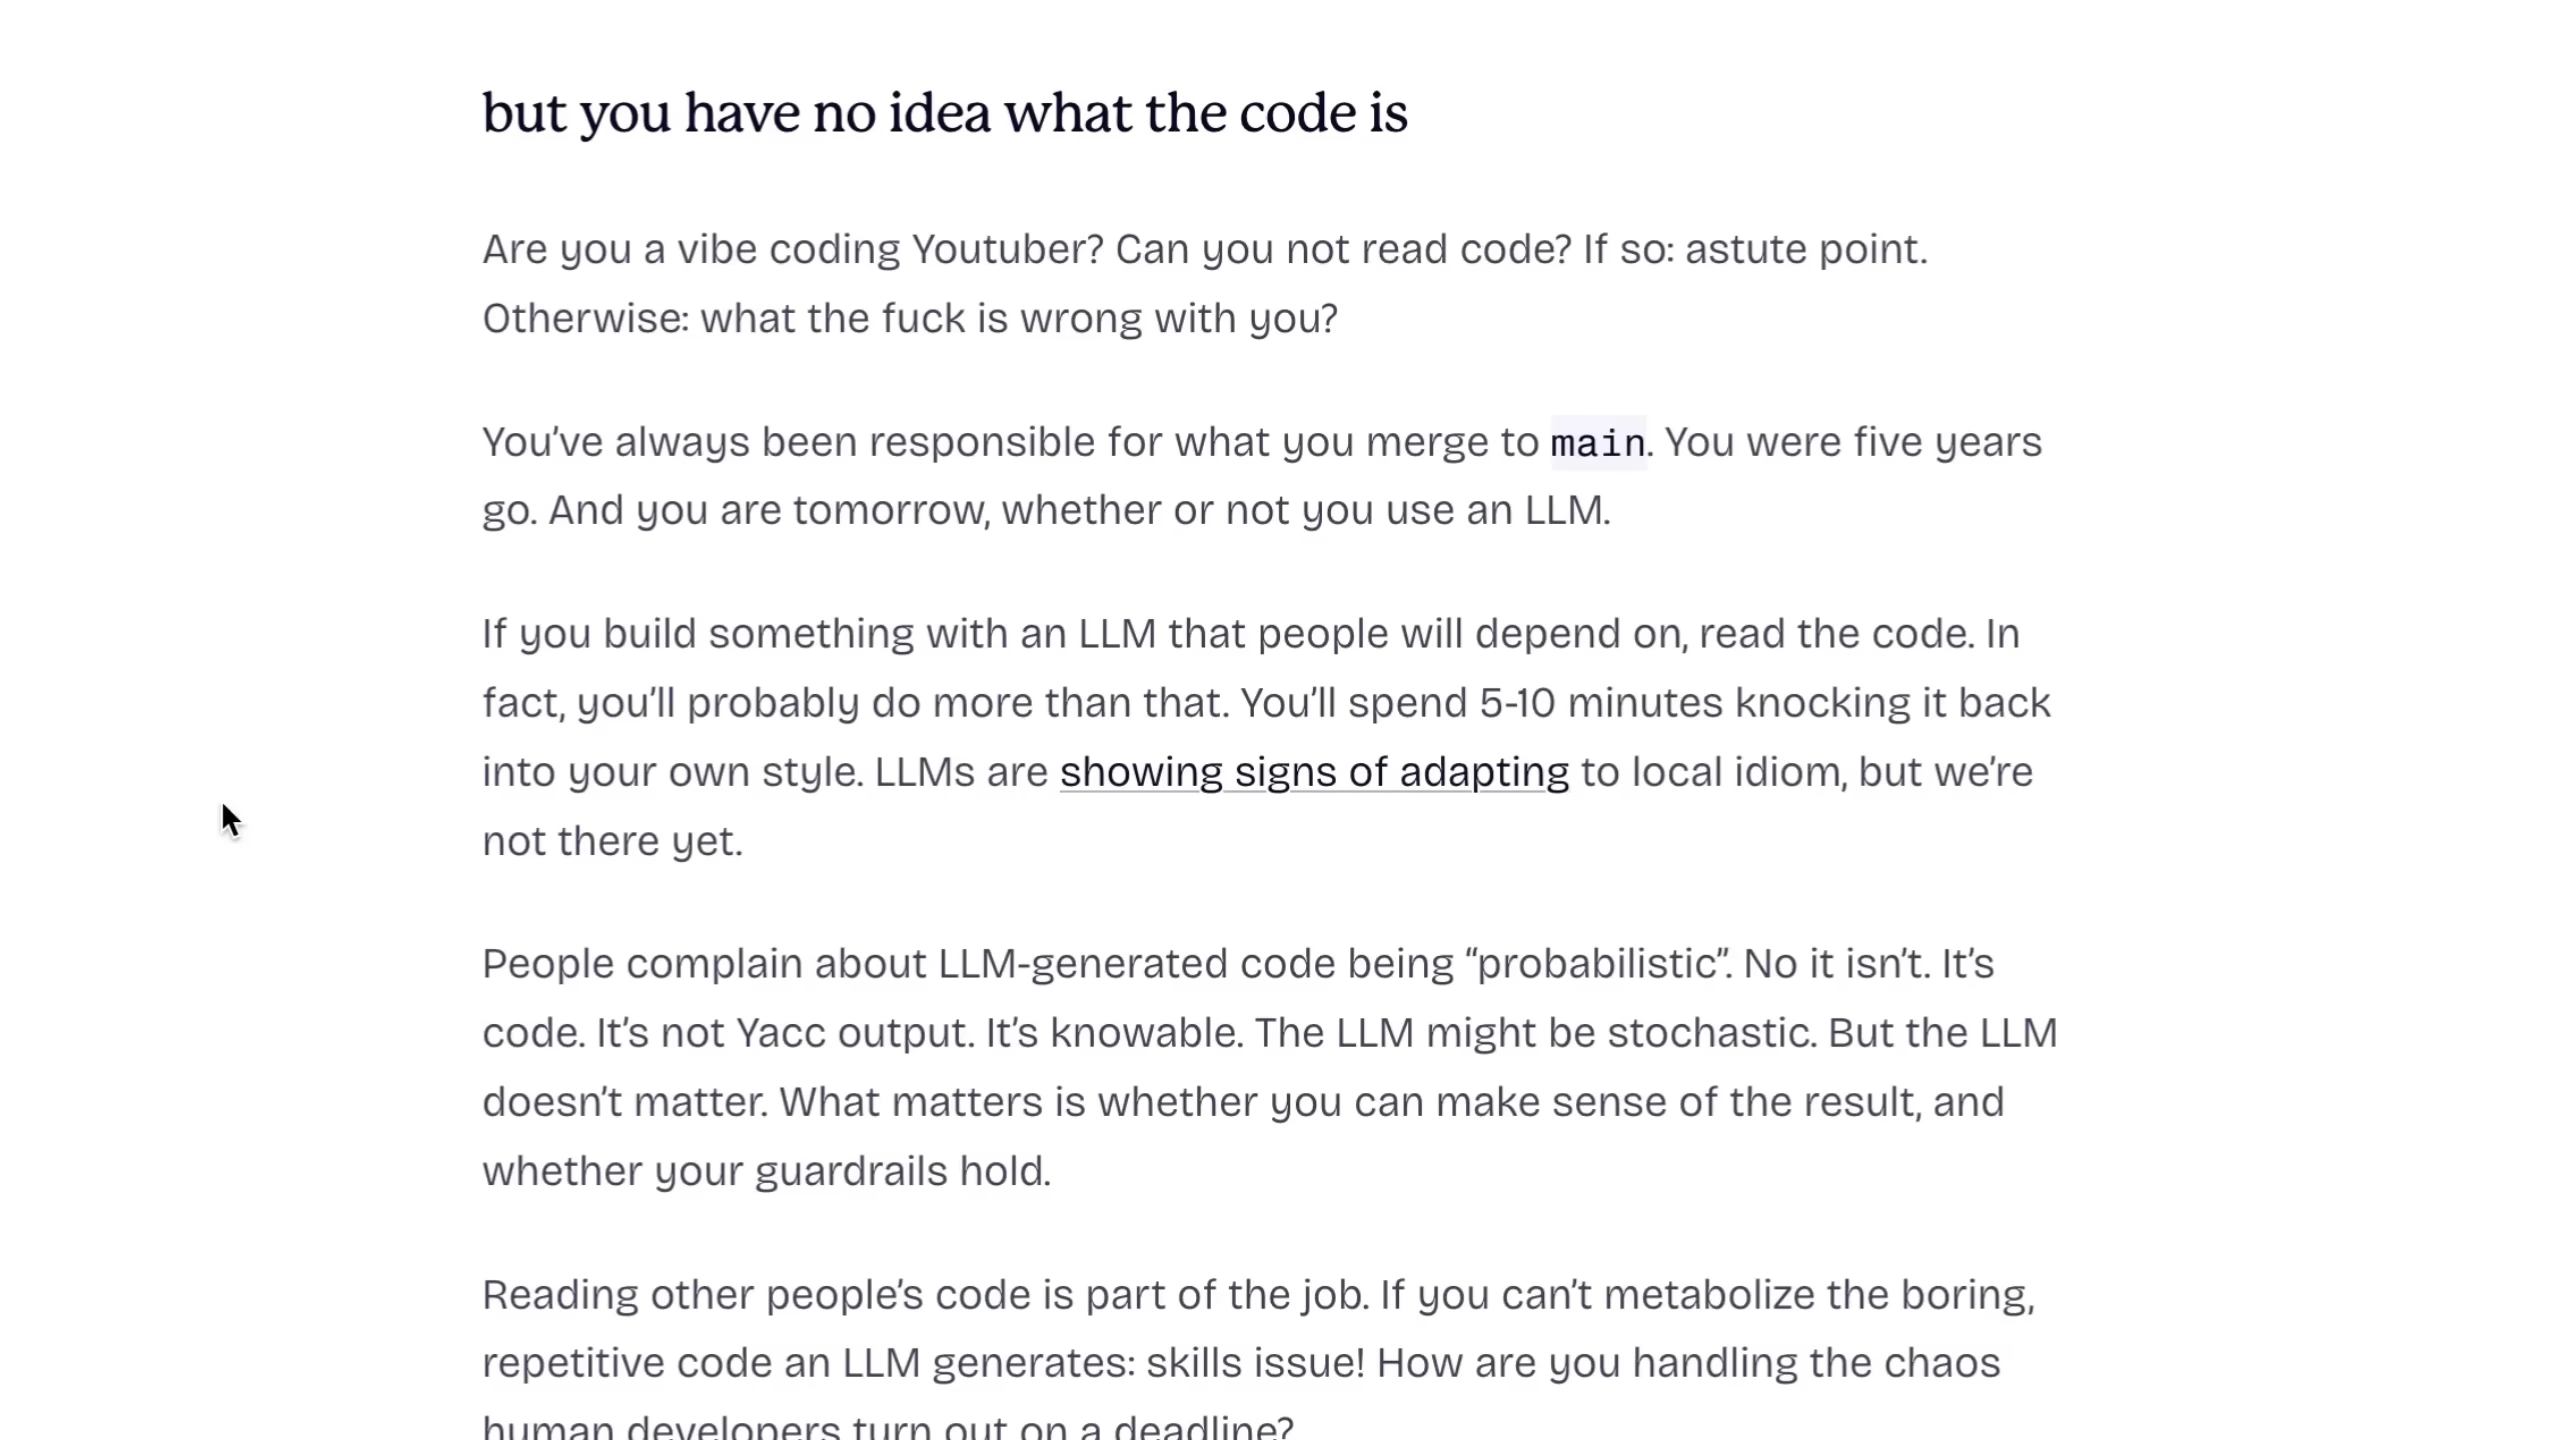 but you have no idea what the code is
Are you a vibe coding Youtuber? Can you not read code? If so: astute point.
Otherwise: what the fuck is wrong with you?
You’ve always been responsible for what you merge to main. You were five years
go. And you are tomorrow, whether or not you use an LLM.
If you build something with an LLM that people will depend on, read the code. In
fact, you’ll probably do more than that. You’ll spend 5-10 minutes knocking it back
into your own style. LLMs are showing signs of adapting to local idiom, but we’re
not there yet.
People complain about LLM-generated code being “probabilistic”. No it isn’t. It’s
code. It’s not Yacc output. It’s knowable. The LLM might be stochastic. But the LLM
doesn’t matter. What matters is whether you can make sense of the result, and
whether your guardrails hold.
Reading other people’s code is part of the job. If you can’t metabolize the boring,
repetitive code an LLM generates: skills issue! How are you handling the chaos
human developers turn out on a deadline?